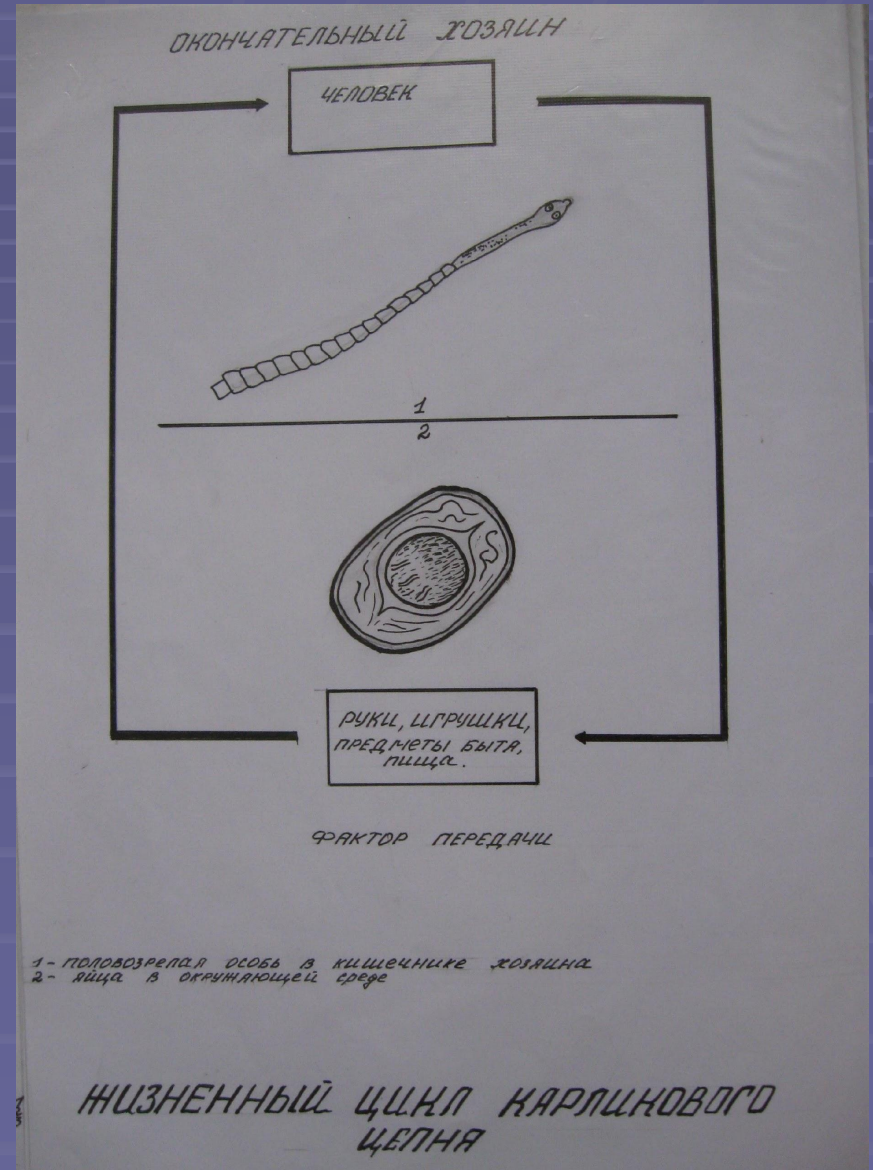 ОКОНЧАТЕЛЬНЫЙ ХОЗЯИН
ЧЕЛОВЕК
1
2
РУКИ, ИГРУШКИ,
ПРЕДМЕТЫ БЫТА,
ПИЩА.
ФАКТОР ПЕРЕДАЧИ
1- ПОЛОВОЗРЕЛАЯ ОСОБЬ В КИШЕЧНИКЕ ХОЗЯИНА
2- ЯЙЦА В ОКРУЖАЮЩЕЙ СРЕДЕ
ЖИЗНЕННЫЙ ЦИКЛ КАРЛИКОВОГО
ЦЕПНЯ